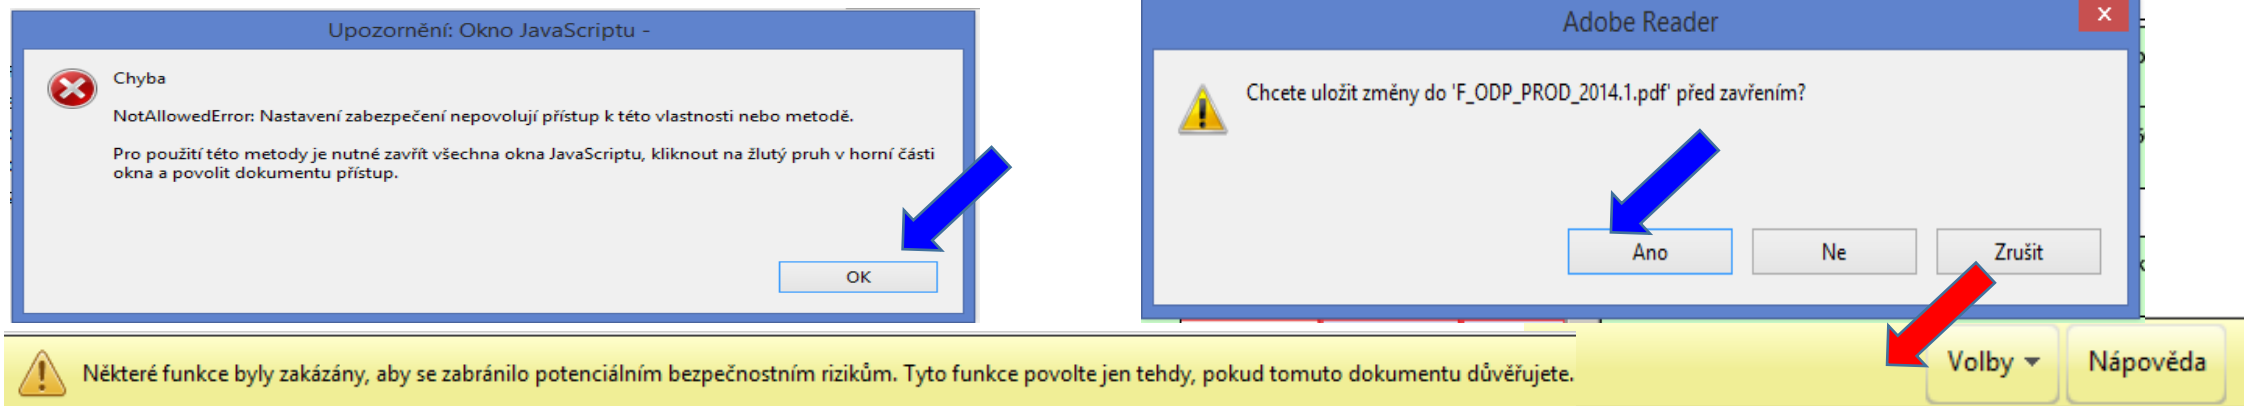 Upozornění: Okno JavaScriptu -
Chyba
NotAllowedError: Nastavení zabezpečení nepovolují přístup k této vlastnosti nebo metodě.
Pro použití této metody je nutné zavřít všechna okna JavaScriptu, kliknout na žlutý pruh v horní části
okna a povolit dokumentu přístup.
OK
Adobe Reader
Chcete uložit změny do 'F_ODP_PROD_2014.1.pdf' před zavřením?
Ano
Ne
Zrušit
Některé funkce byly zakázány, aby se zabránilo potenciálním bezpečnostním rizikům. Tyto funkce povolte jen tehdy, pokud tomuto dokumentu důvěřujete.
Volby
Nápověda